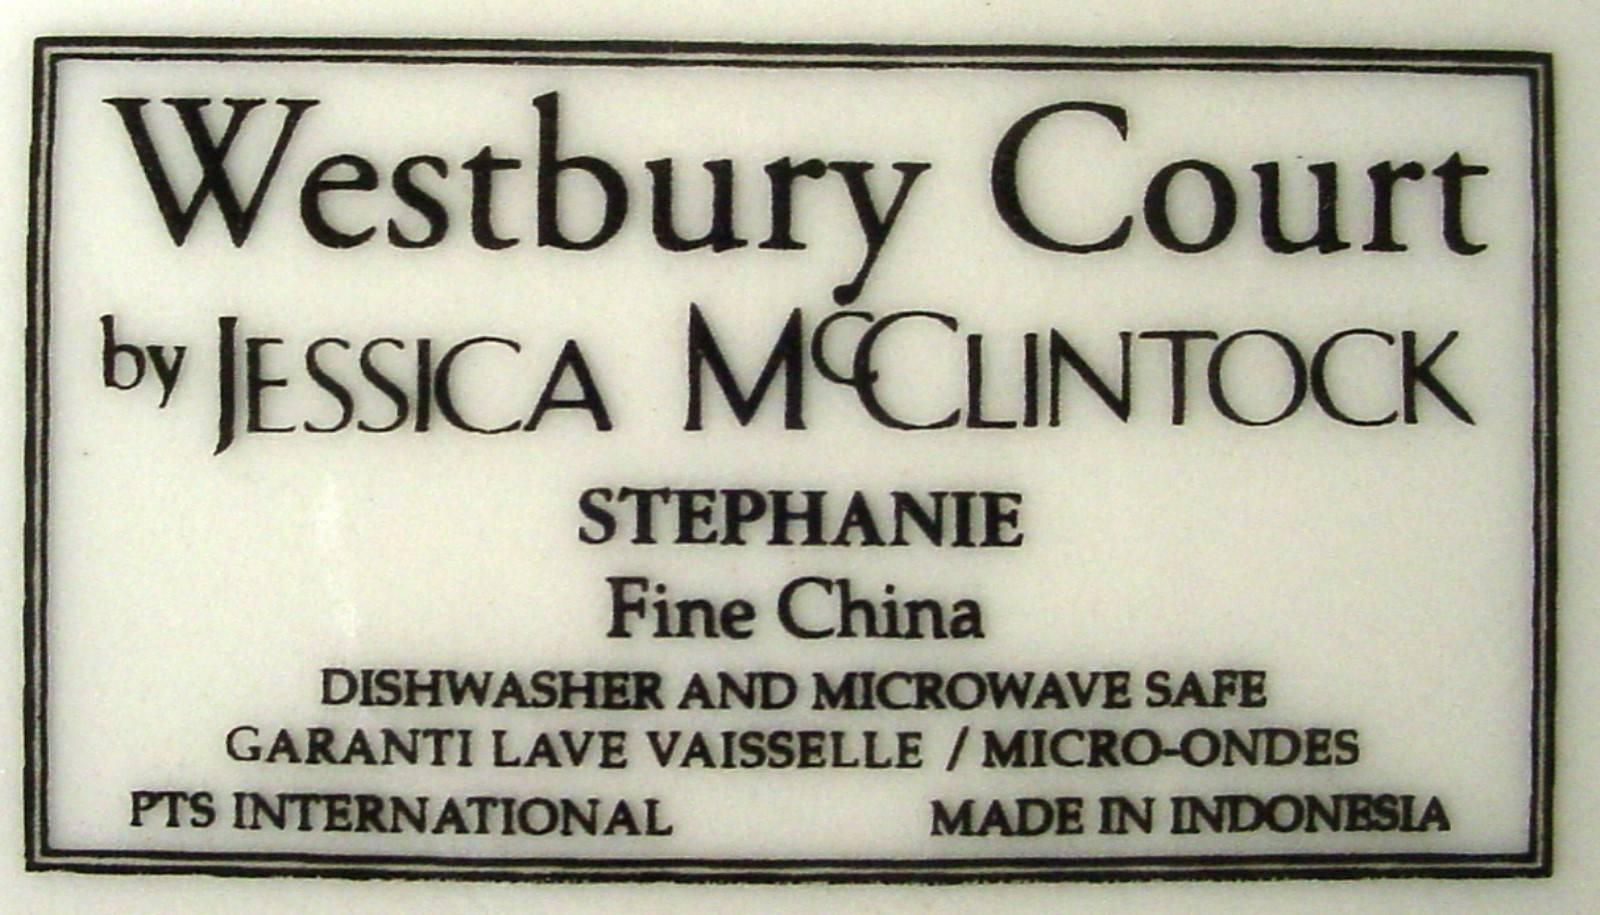 Westbury Court
by JESSICA McCLINTOCK
STEPHANIE
Fine China
DISHWASHER AND MICROWAVE SAFE
GARANTI LAVE VAISSELLE / MICRO-ONDES
PTS INTERNATIONAL MADE IN INDONESIA